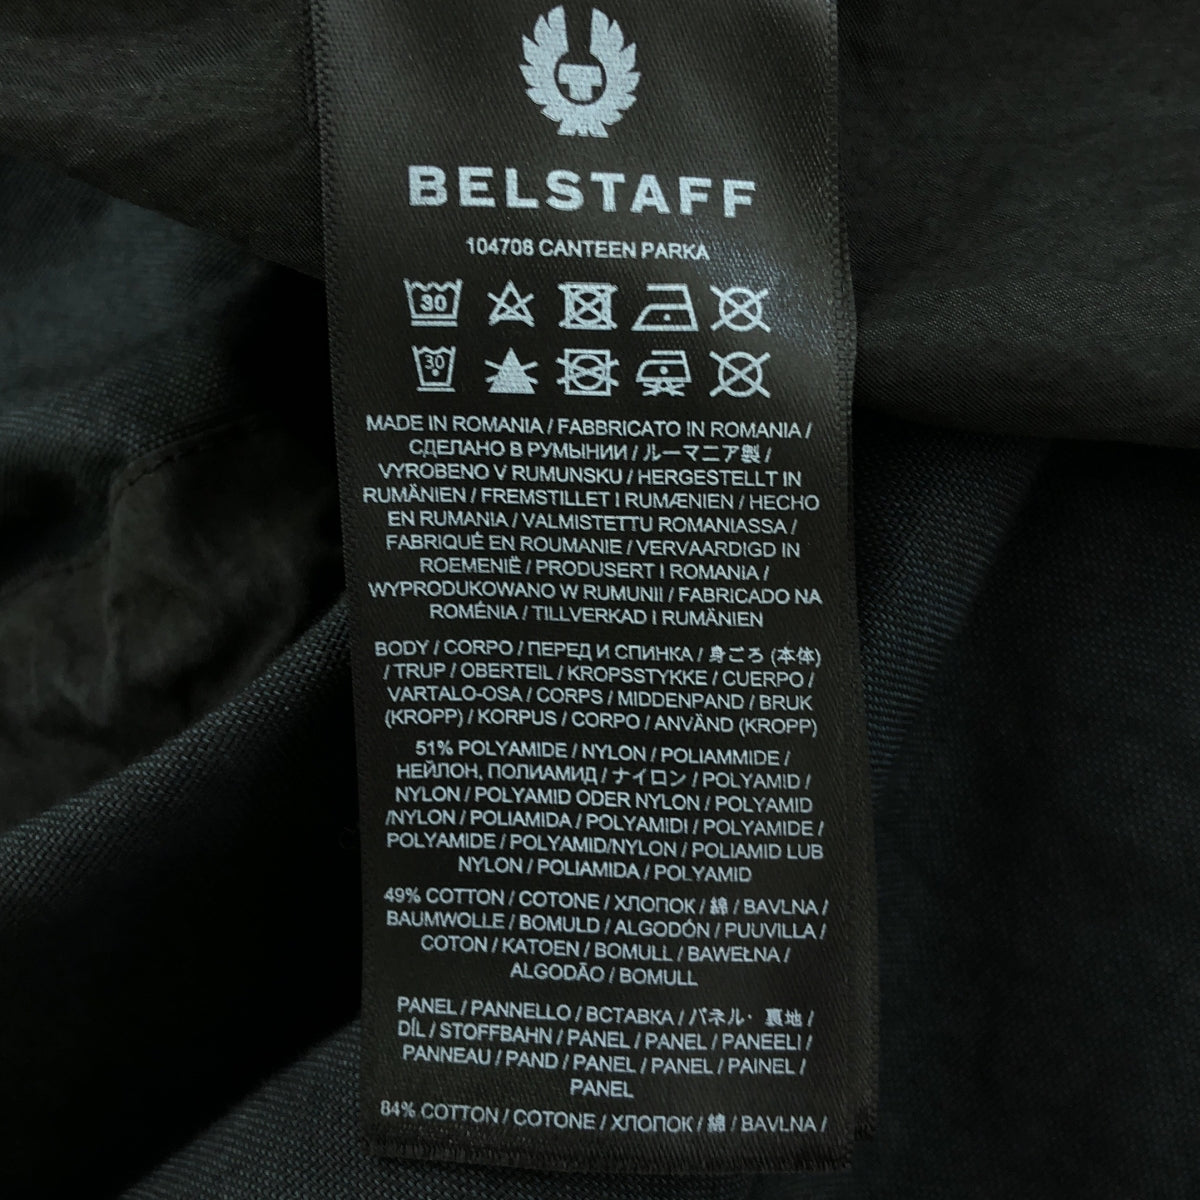 BELSTAFF
104708 CANTEEN PARKA
30
30
MADE IN ROMANIA / FABBRICATO IN ROMANIA /
СДЕЛАНО В РУМЫНИИ / ルーマニア製 /
VYROBENO V RUMUNSKU / HERGESTELLT IN
RUMÄNIEN / FREMSTILLET I RUMÆNIEN / HECHO
EN RUMANIA / VALMISTETTU ROMANIASSA /
FABRIQUÉ EN ROUMANIE / VERVAARDIGD IN
ROEMENIË / PRODUSERT I ROMANIA /
WYPRODUKOWANO W RUMUNII / FABRICADO NA
ROMÉNIA / TILLVERKAD I RUMÄNIEN
BODY / CORPO / ПЕРЕД И СПИНКА / 身ごろ (本体)
/ TRUP / OBERTEIL / KROPSSTYKKE / CUERPO /
VARTALO-OSA / CORPS / MIDDENPAND / BRUK
(KROPP) / KORPUS / CORPO / ANVÄND (KROPP)
51% POLYAMIDE / NYLON / POLIAMMIDE /
НЕЙЛОН, ПОЛИАМИД / ナイロン / POLYAMID /
NYLON / POLYAMID ODER NYLON / POLYAMID
/NYLON / POLIAMIDA / POLYAMIDI / POLYAMIDE /
POLYAMIDE / POLYAMID/NYLON / POLIAMID LUB
NYLON / POLIAMIDA / POLYAMID
49% COTTON / COTONE / ХЛОПОК / 綿 / BAVLNA /
BAUMWOLLE / BOMULD / ALGODÓN / PUUVILLA /
COTON / KATOEN / BOMULL / BAWEŁNA /
ALGODÃO / BOMULL
PANEL / PANNELLO / ВСТАВКА / パネル・裏地 /
DÍL / STOFFBAHN / PANEL / PANEL / PANEELI /
PANNEAU / PAND / PANEL / PANEL / PAINEL /
PANEL
84% COTTON / COTONE / ХЛОПОК / 綿 / BAVLNA /